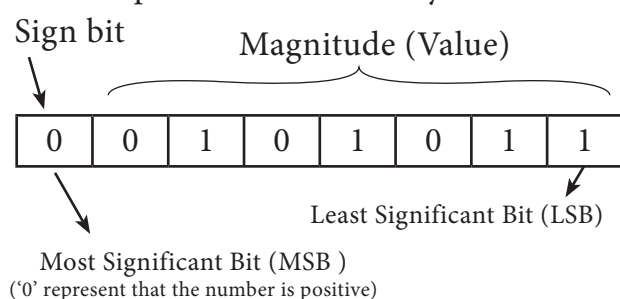 Sign bit
Magnitude (Value)
0 0 1 0 1 0 1 1
Least Significant Bit (LSB)
Most Significant Bit (MSB )
(‘0’ represent that the number is positive)